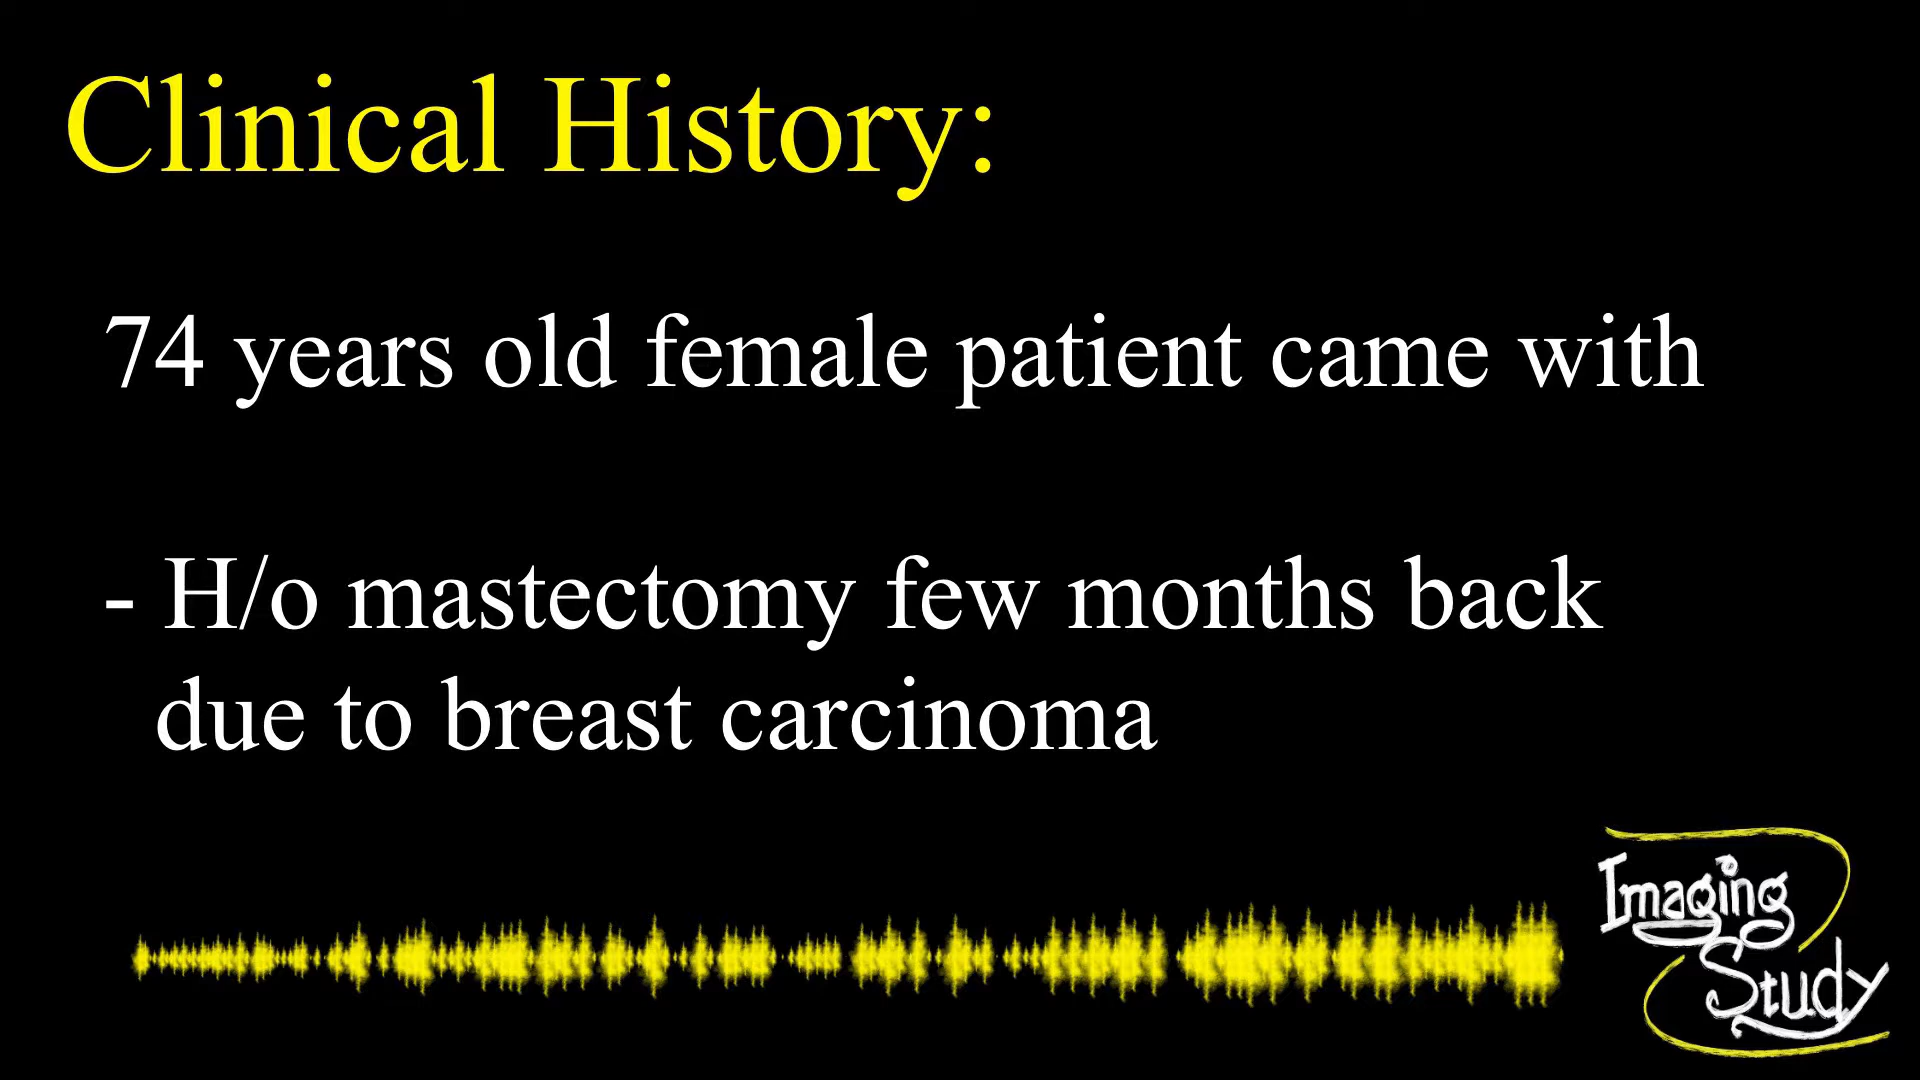 Clinical History:
74 years old female patient came with
- H/o mastectomy few months back
due to breast carcinoma
Imaging
Study